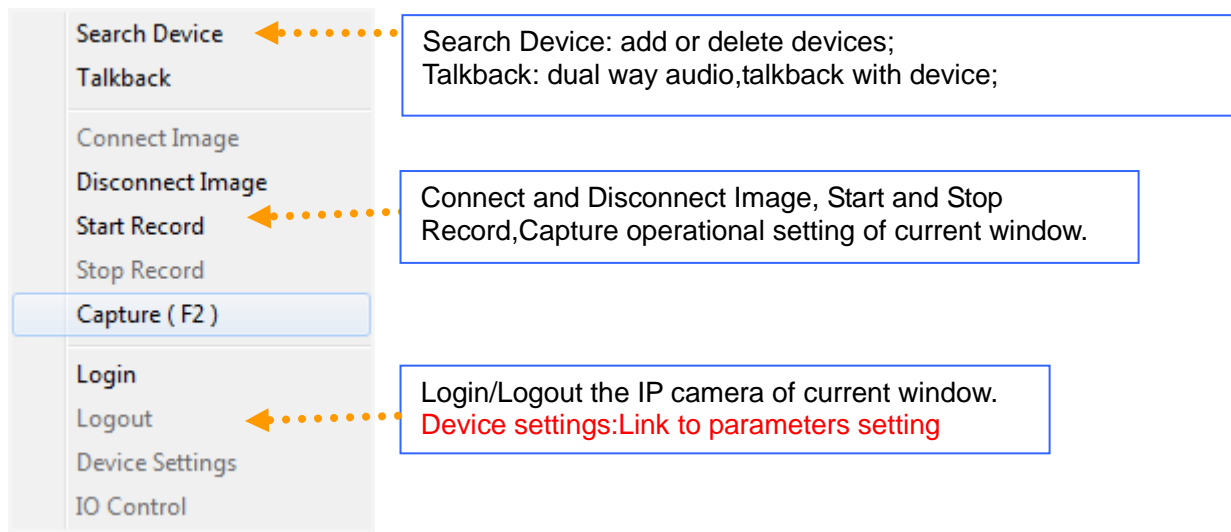 Search Device
Talkback
Search Device: add or delete devices;
Talkback: dual way audio,talkback with device;
Connect Image
Disconnect Image
Start Record
Stop Record
Capture ( F2 )
Connect and Disconnect Image, Start and Stop
Record,Capture operational setting of current window.
Login
Logout
Device Settings
IO Control
Login/Logout the IP camera of current window.
Device settings:Link to parameters setting